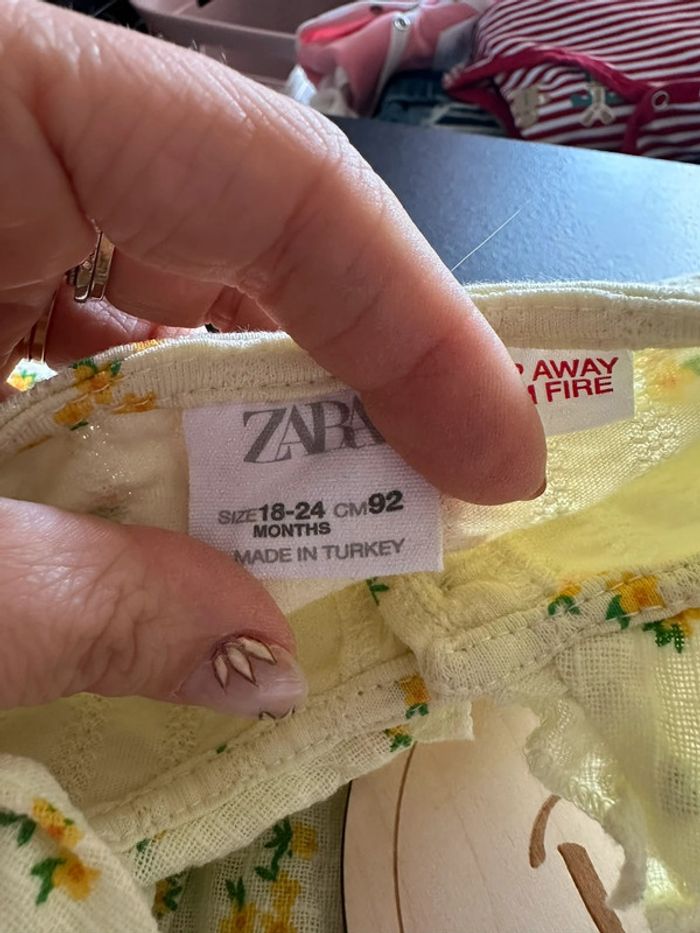 ZARA
SIZE 18-24 CM 92
MONTHS
MADE IN TURKEY
AWAY
FIRE